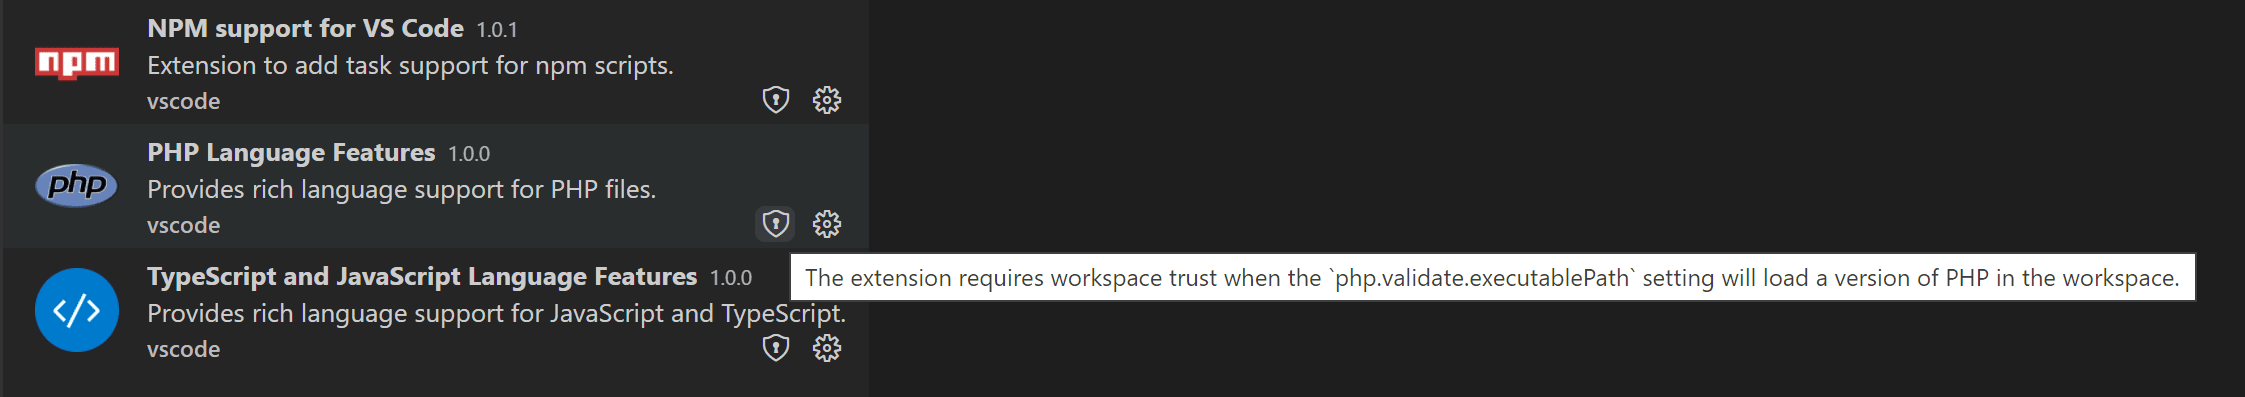 NPM support for VS Code 1.0.1
npm
Extension to add task support for npm scripts.
vscode
PHP Language Features 1.0.0
php
Provides rich language support for PHP files.
vscode
TypeScript and JavaScript Language Features 1.0.0
The extension requires workspace trust when the `php.validate.executablePath` setting will load a version of PHP in the workspace.
</>
Provides rich language support for JavaScript and TypeScript.
vscode